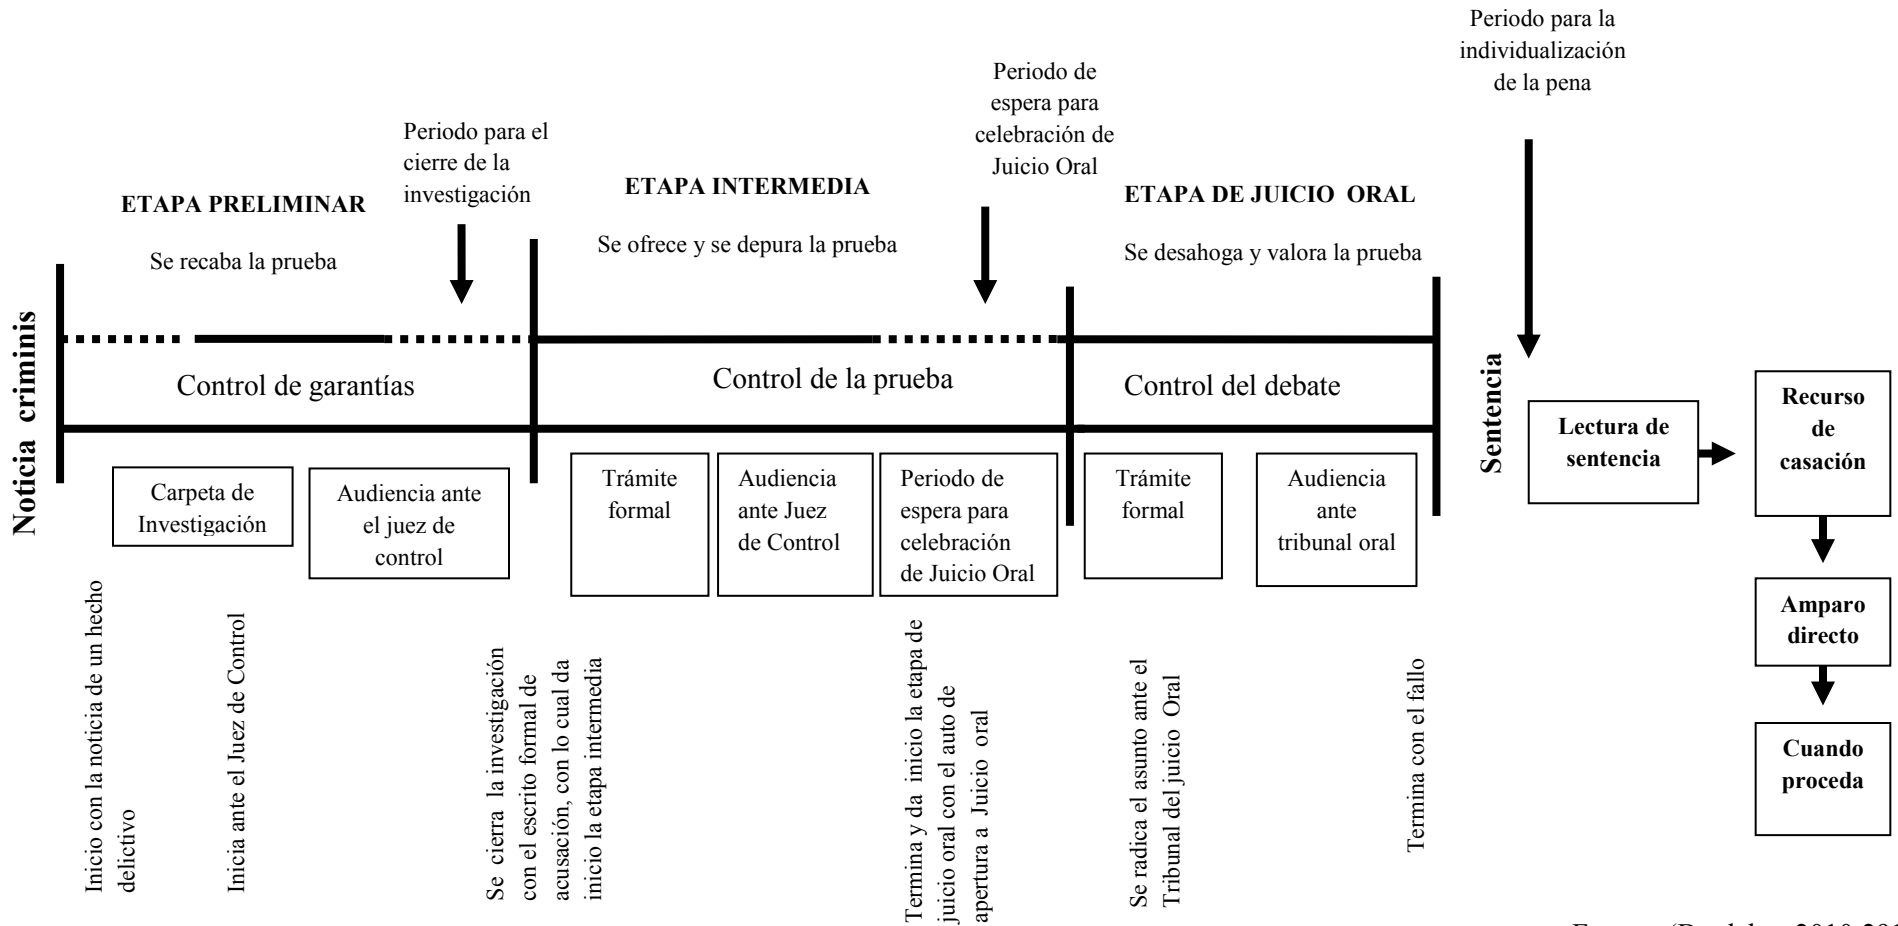 Periodo para la
individualización
de la pena
Periodo de
espera para
celebración de
Juicio Oral
Periodo para el
cierre de la
investigación
ETAPA PRELIMINAR
Se recaba la prueba
ETAPA INTERMEDIA
Se ofrece y se depura la prueba
ETAPA DE JUICIO ORAL
Se desahoga y valora la prueba
Noticia criminis
Control de garantías
Control de la prueba
Control del debate
Sentencia
Carpeta de
Investigación
Audiencia ante
el juez de
control
Trámite
formal
Audiencia
ante Juez
de Control
Periodo de
espera para
celebración
de Juicio Oral
Trámite
formal
Audiencia
ante
tribunal oral
Lectura de
sentencia
Recurso
de
casación
Amparo
directo
Cuando
proceda
Inicio con la noticia de un hecho
delictivo
Inicia ante el Juez de Control
Se cierra la investigación
con el escrito formal de
acusación, con lo cual da
inicio la etapa intermedia
Termina y da inicio la etapa de
juicio oral con el auto de
apertura a Juicio oral
Se radica el asunto ante el
Tribunal del juicio Oral
Termina con el fallo